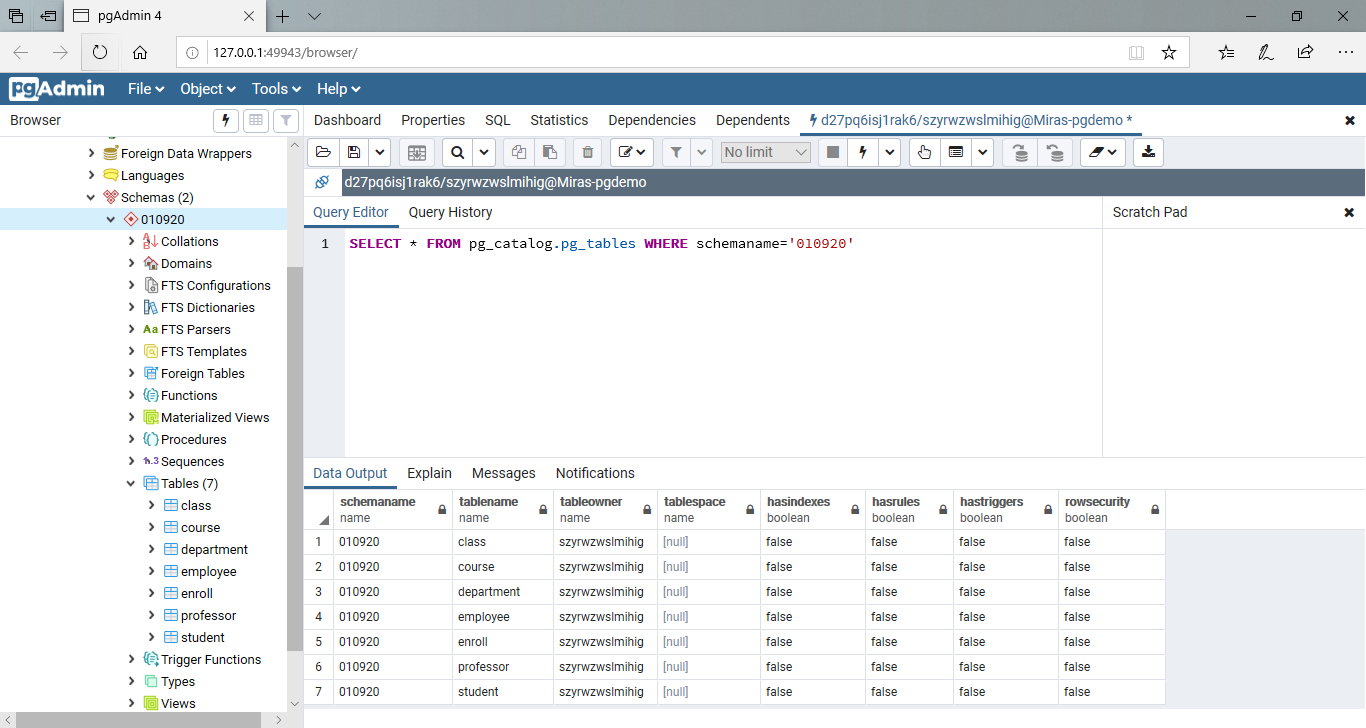 pgAdmin 4
127.0.0.1:49943/browser/
pgAdmin File Object Tools Help
Browser
Dashboard Properties SQL Statistics Dependencies Dependents d27pq6isj1rak6/szyrwzwslmihig@Miras-pgdemo *
Foreign Data Wrappers
Languages
Schemas (2)
010920
Collations
Domains
FTS Configurations
FTS Dictionaries
Aa FTS Parsers
FTS Templates
Foreign Tables
Functions
Materialized Views
Procedures
1..3 Sequences
Tables (7)
class
course
department
employee
enroll
professor
student
Trigger Functions
Types
Views
No limit
d27pq6isj1rak6/szyrwzwslmihig@Miras-pgdemo
Query Editor Query History
Scratch Pad
1 SELECT * FROM pg_catalog.pg_tables WHERE schemaname='010920'
Data Output Explain Messages Notifications
schemaname tablename tableowner tablespace hasindexes hasrules hastriggers rowsecurity
name name name name boolean boolean boolean boolean
1 010920 class szyrwzwslmihig [null] false false false false
2 010920 course szyrwzwslmihig [null] false false false false
3 010920 department szyrwzwslmihig [null] false false false false
4 010920 employee szyrwzwslmihig [null] false false false false
5 010920 enroll szyrwzwslmihig [null] false false false false
6 010920 professor szyrwzwslmihig [null] false false false false
7 010920 student szyrwzwslmihig [null] false false false false